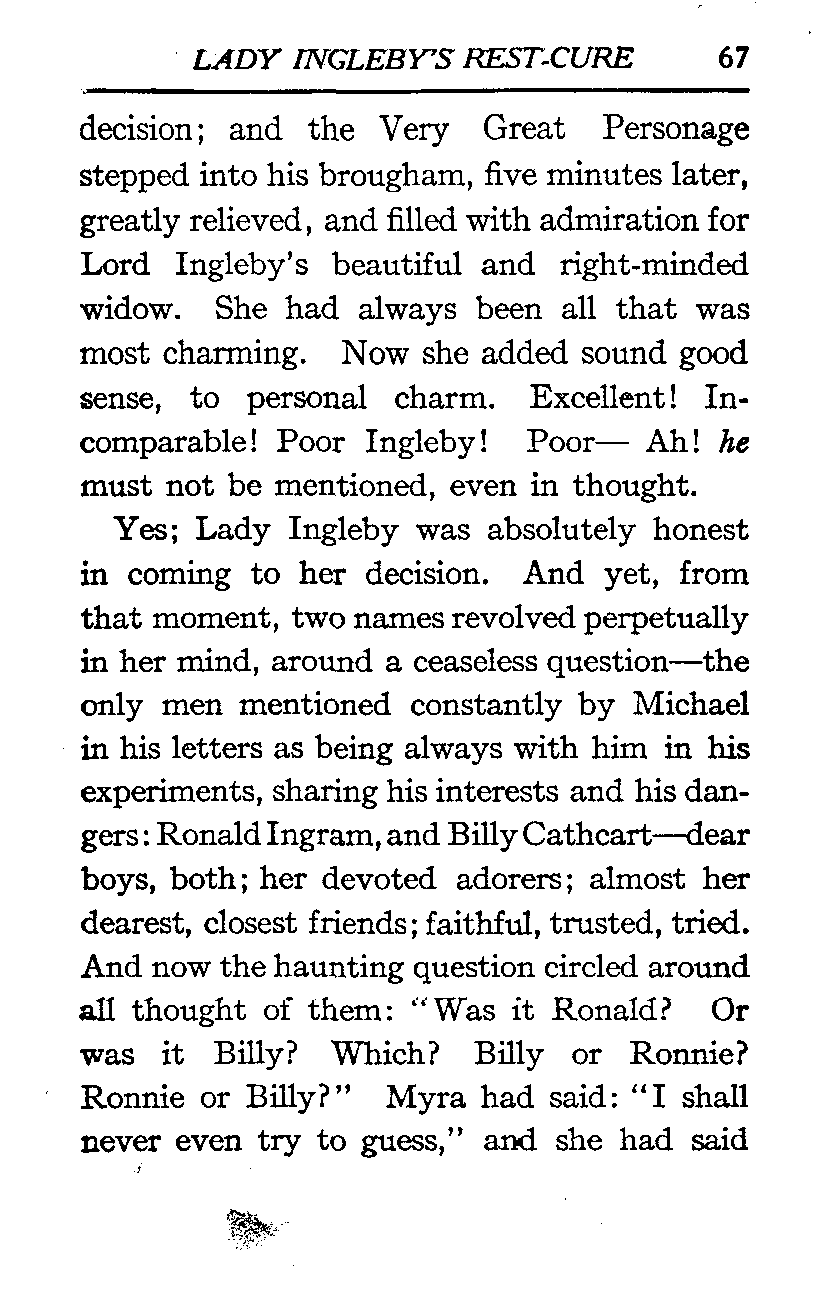 LADY INGLEBY'S REST-CURE 67
decision; and the Very Great Personage
stepped into his brougham, five minutes later,
greatly relieved, and filled with admiration for
Lord Ingleby's beautiful and right-minded
widow. She had always been all that was
most charming. Now she added sound good
sense, to personal charm. Excellent! In-
comparable! Poor Ingleby! Poor— Ah! he
must not be mentioned, even in thought.
Yes; Lady Ingleby was absolutely honest
in coming to her decision. And yet, from
that moment, two names revolved perpetually
in her mind, around a ceaseless question—the
only men mentioned constantly by Michael
in his letters as being always with him in his
experiments, sharing his interests and his dan-
gers: Ronald Ingram, and Billy Cathcart—dear
boys, both; her devoted adorers; almost her
dearest, closest friends; faithful, trusted, tried.
And now the haunting question circled around
all thought of them: "Was it Ronald? Or
was it Billy? Which? Billy or Ronnie?
Ronnie or Billy?" Myra had said: "I shall
never even try to guess," and she had said